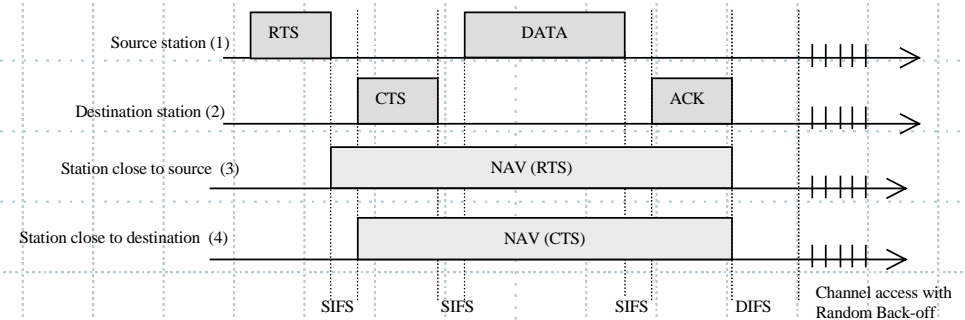 RTS
DATA
Source station (1)
CTS
ACK
Destination station (2)
Station close to source (3)
NAV (RTS)
Station close to destination (4)
NAV (CTS)
SIFS
SIFS
SIFS
DIFS
Channel access with
Random Back-off